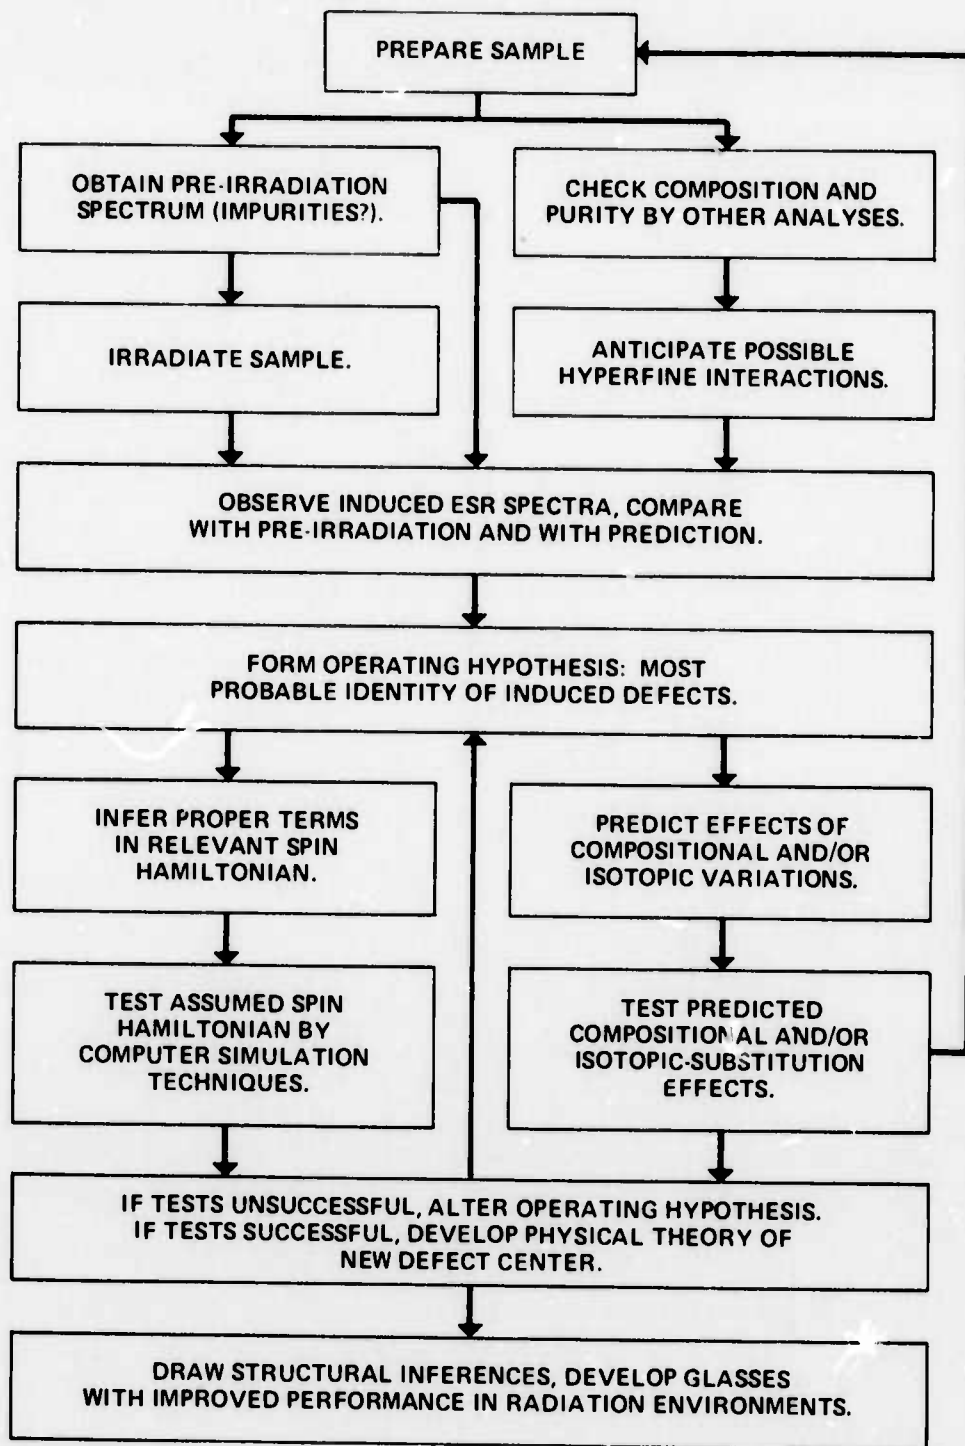 PREPARE SAMPLE
OBTAIN PRE-IRRADIATION
SPECTRUM (IMPURITIES?).
CHECK COMPOSITION AND
PURITY BY OTHER ANALYSES.
IRRADIATE SAMPLE.
ANTICIPATE POSSIBLE
HYPERFINE INTERACTIONS.
OBSERVE INDUCED ESR SPECTRA, COMPARE
WITH PRE-IRRADIATION AND WITH PREDICTION.
FORM OPERATING HYPOTHESIS: MOST
PROBABLE IDENTITY OF INDUCED DEFECTS.
INFER PROPER TERMS
IN RELEVANT SPIN
HAMILTONIAN.
PREDICT EFFECTS OF
COMPOSITIONAL AND/OR
ISOTOPIC VARIATIONS.
TEST ASSUMED SPIN
HAMILTONIAN BY
COMPUTER SIMULATION
TECHNIQUES.
TEST PREDICTED
COMPOSITIONAL AND/OR
ISOTOPIC-SUBSTITUTION
EFFECTS.
IF TESTS UNSUCCESSFUL, ALTER OPERATING HYPOTHESIS.
IF TESTS SUCCESSFUL, DEVELOP PHYSICAL THEORY OF
NEW DEFECT CENTER.
DRAW STRUCTURAL INFERENCES, DEVELOP GLASSES
WITH IMPROVED PERFORMANCE IN RADIATION ENVIRONMENTS.